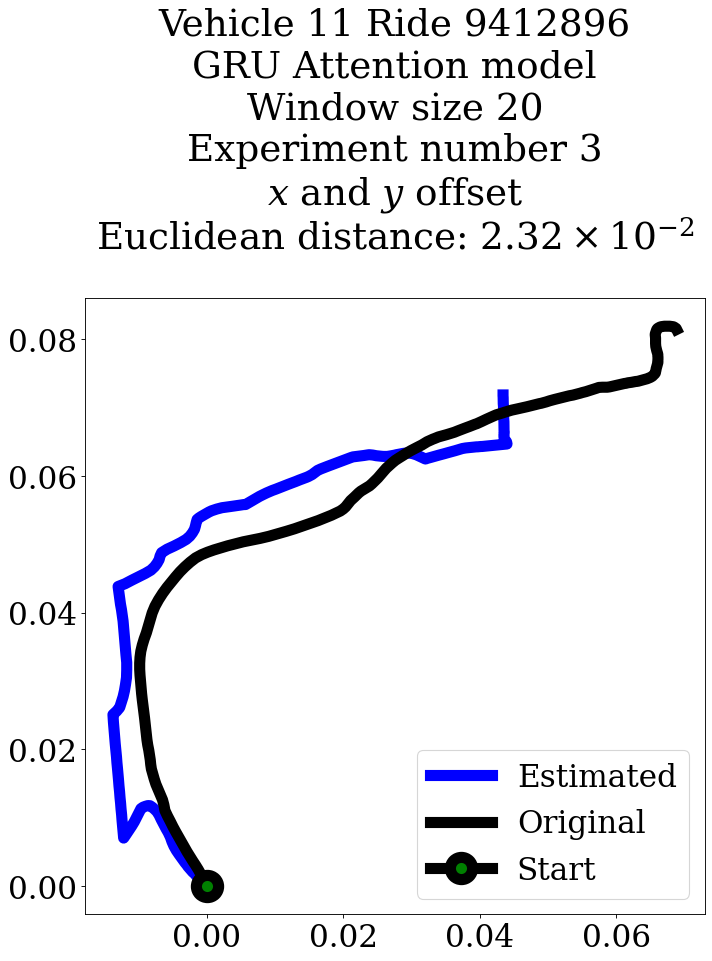 Vehicle 11 Ride 9412896
GRU Attention model
Window size 20
Experiment number 3
x and y offset
Euclidean distance: 2.32 × 10⁻²
0.08
0.06
0.04
0.02
0.00
Estimated
Original
Start
0.00 0.02 0.04 0.06